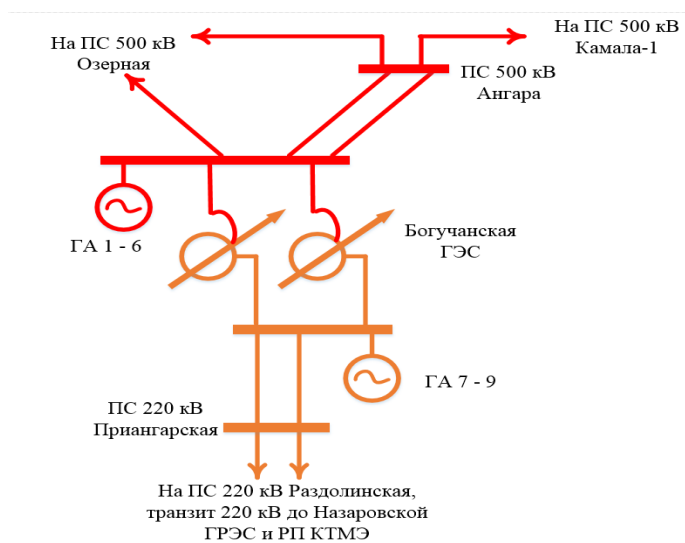 На ПС 500 кВ
Озерная
На ПС 500 кВ
Камала-1
ПС 500 кВ
Ангара
ГА 1 - 6
Богучанская
ГЭС
ГА 7 - 9
ПС 220 кВ
Приангарская
На ПС 220 кВ Раздолинская,
транзит 220 кВ до Назаровской
ГРЭС и РП КТМЭ